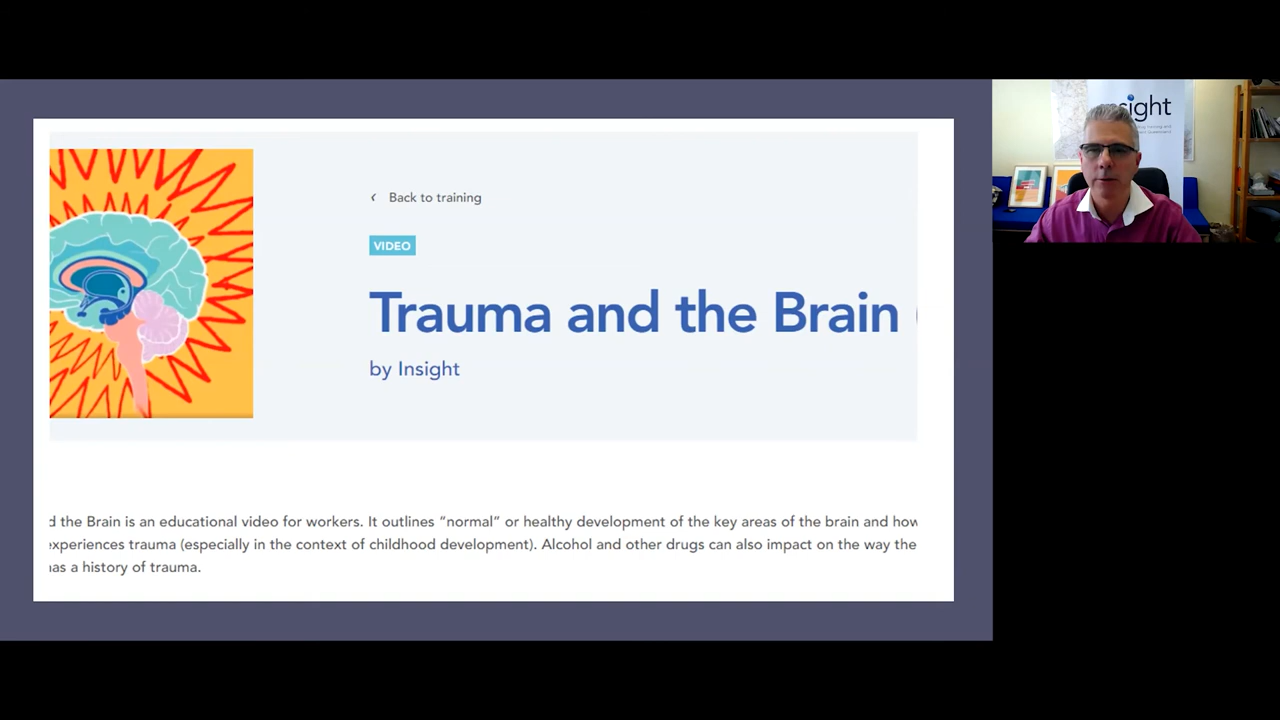 ‹ Back to training
VIDEO
Trauma and the Brain
by Insight
d the Brain is an educational video for workers. It outlines “normal” or healthy development of the key areas of the brain and how
experiences trauma (especially in the context of childhood development). Alcohol and other drugs can also impact on the way the
has a history of trauma.
sight